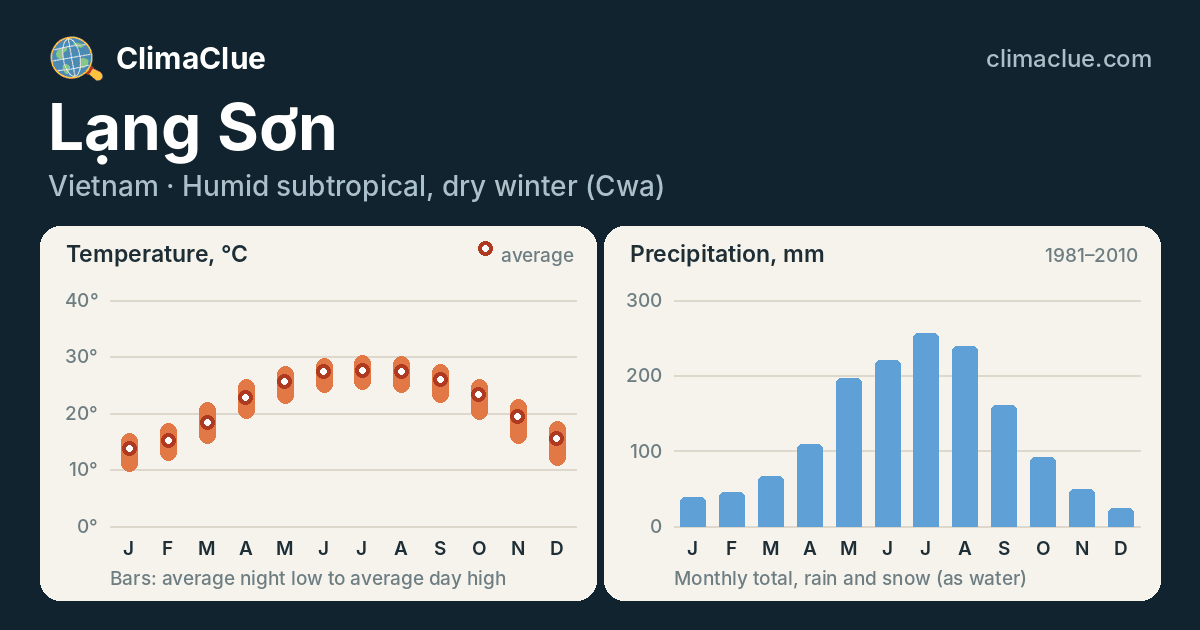 ClimaClue
climaclue.com
Lạng Sơn
Vietnam · Humid subtropical, dry winter (Cwa)
Temperature, °C
average
40°
30°
20°
10°
0°
J F M A M J J A S O N D
Bars: average night low to average day high
Precipitation, mm
1981–2010
300
200
100
0
J F M A M J J A S O N D
Monthly total, rain and snow (as water)